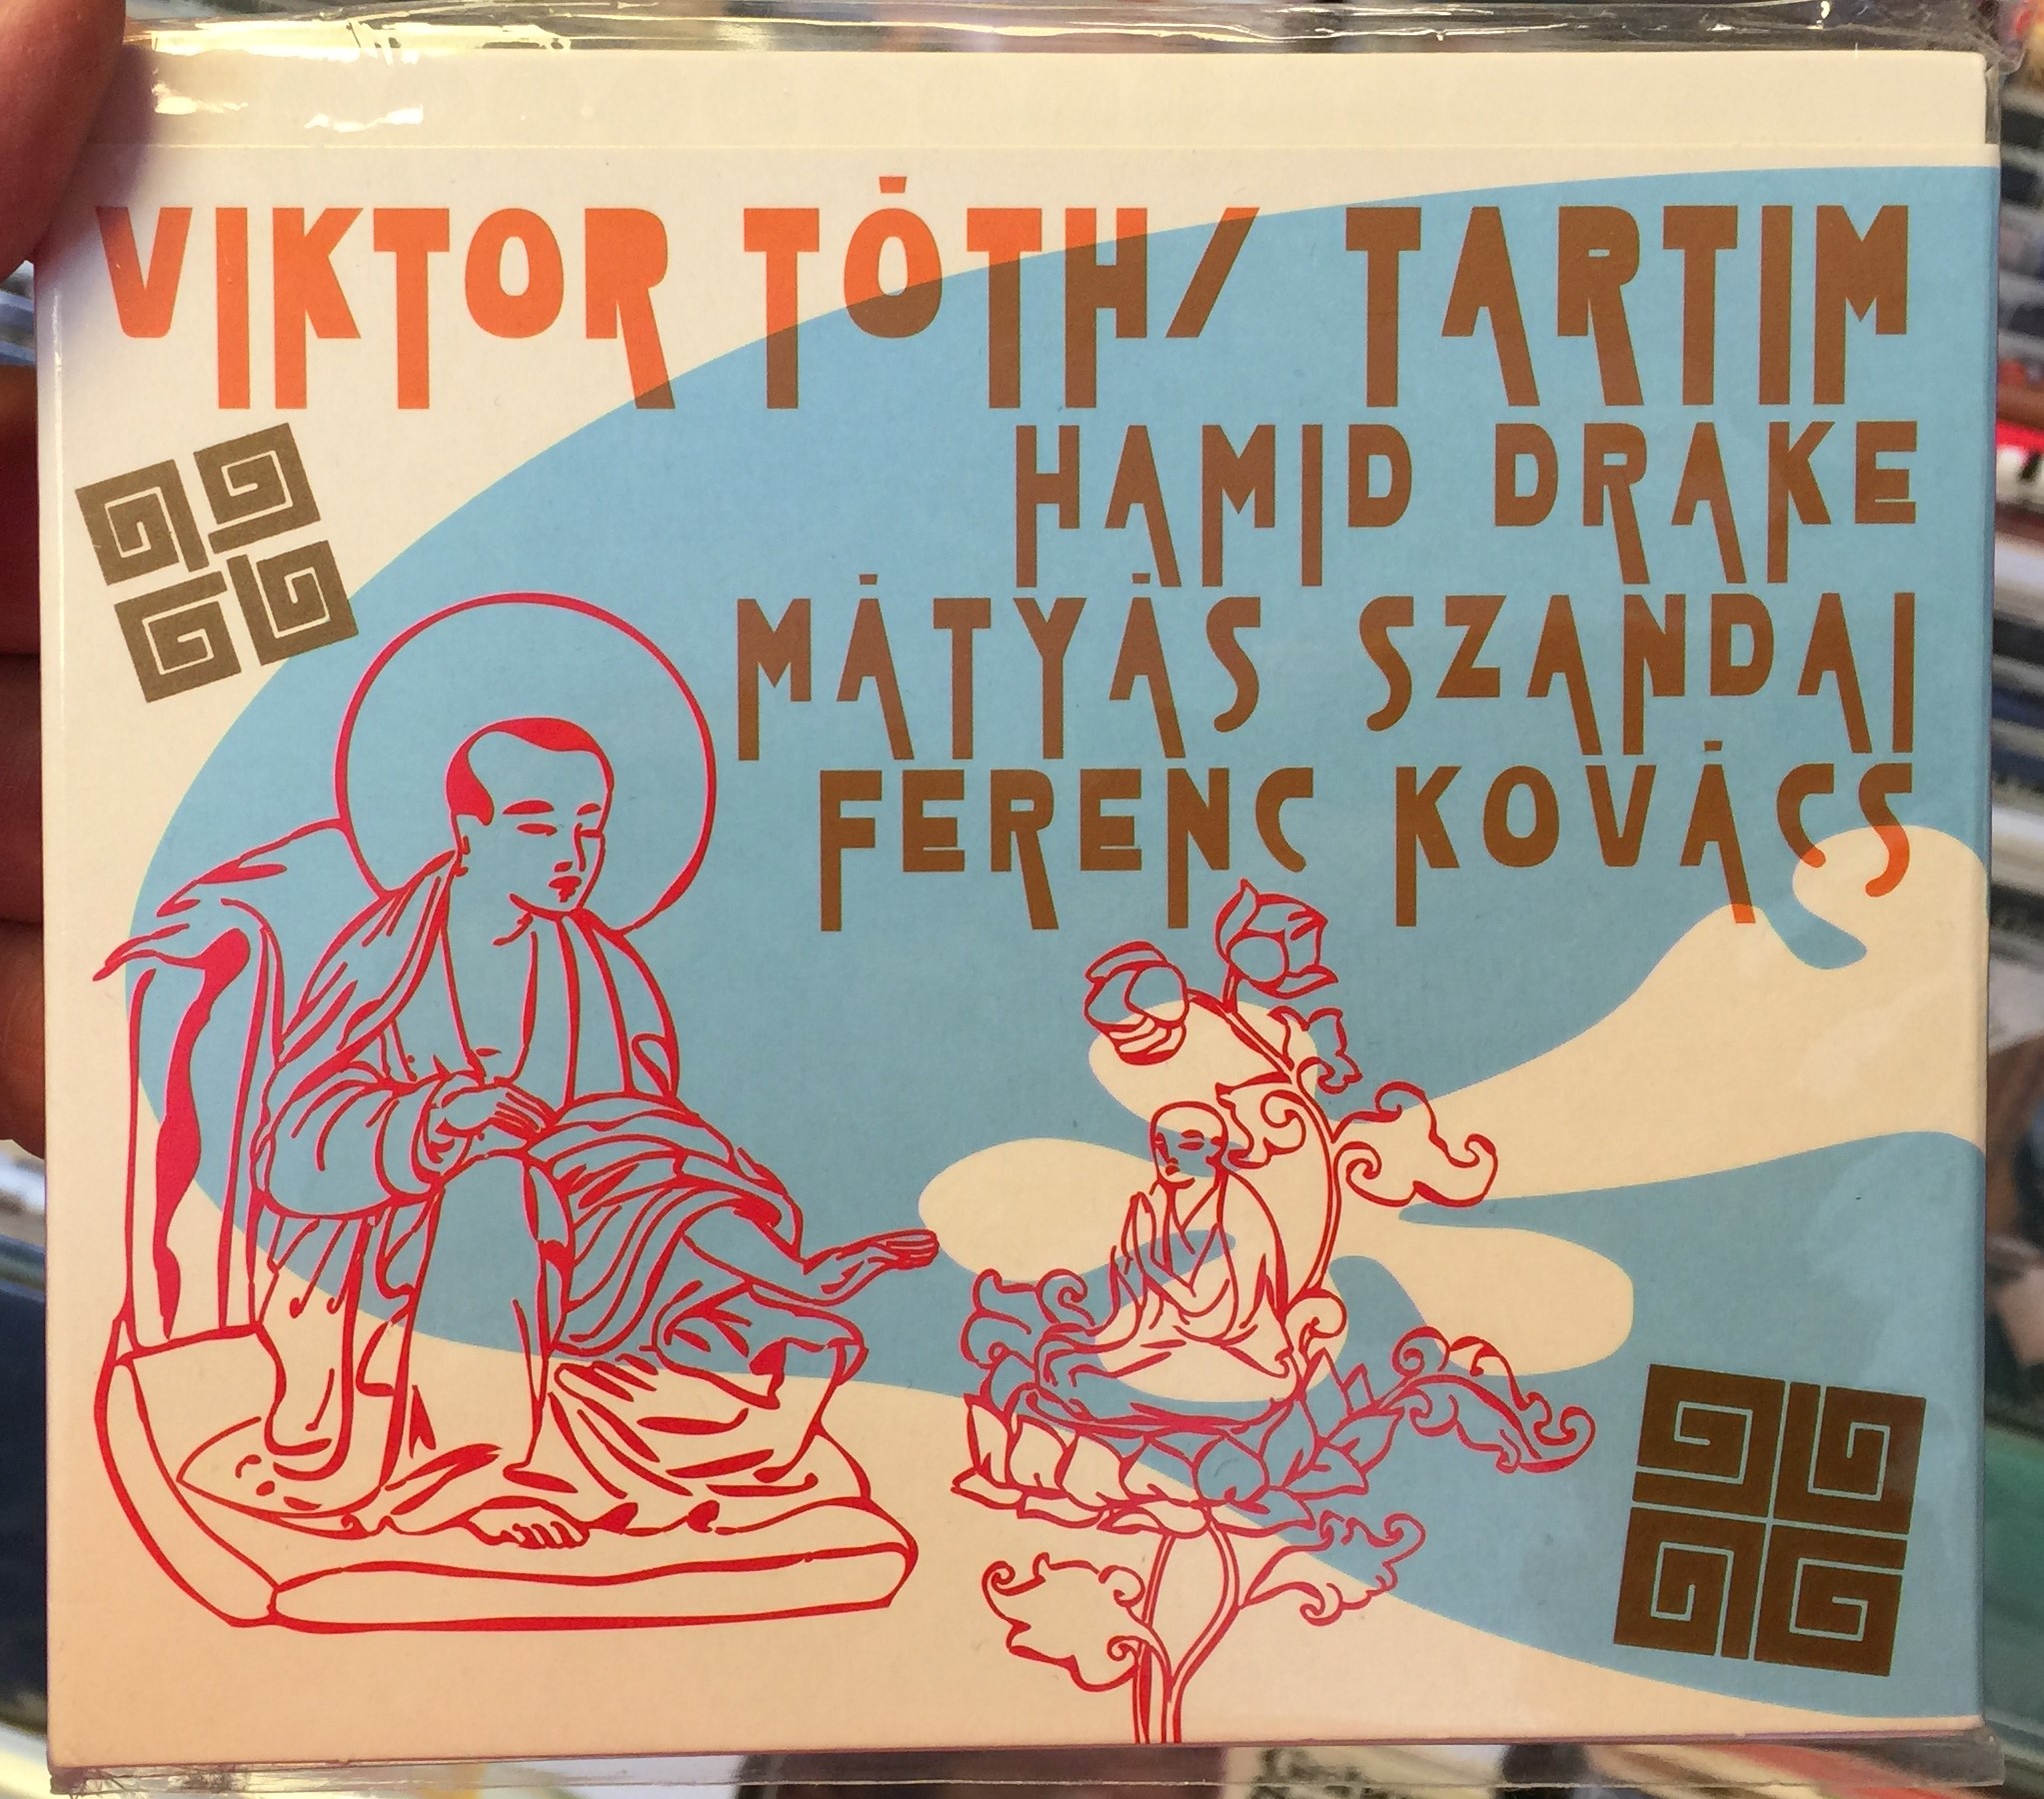 VIKTOR TÓTH/ TARTIM
HAMID DRAKE
MÁTYÁS SZANDAI
FERENC KOVÁCS